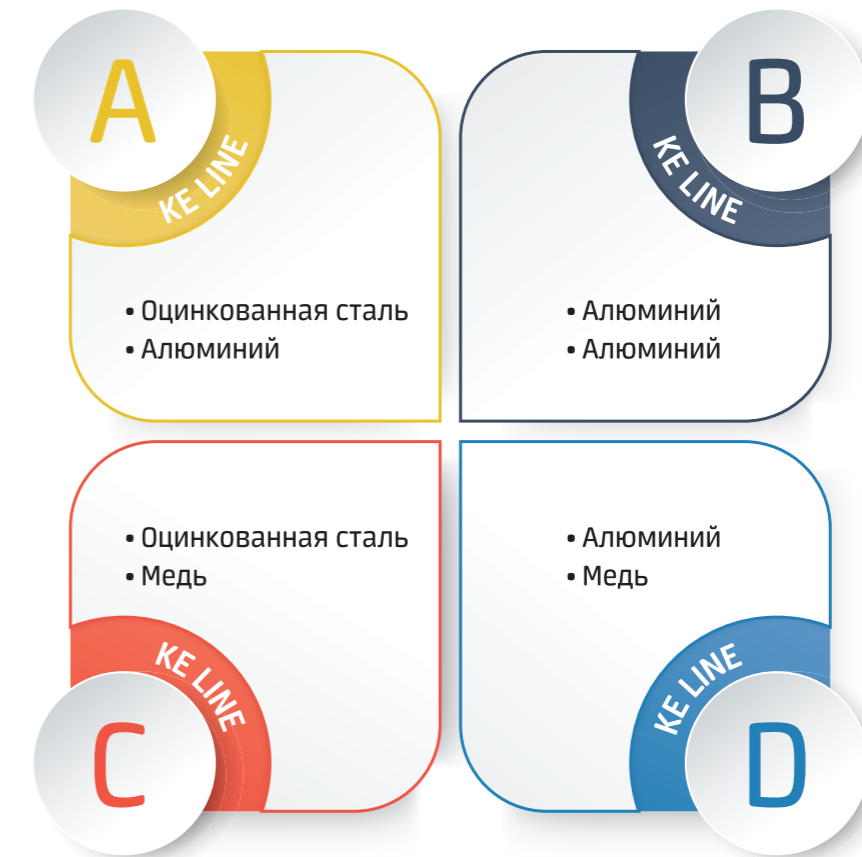 A
KE LINE
• Оцинкованная сталь
• Алюминий
B
KE LINE
• Алюминий
• Алюминий
• Оцинкованная сталь
• Медь
KE LINE
C
• Алюминий
• Медь
KE LINE
D